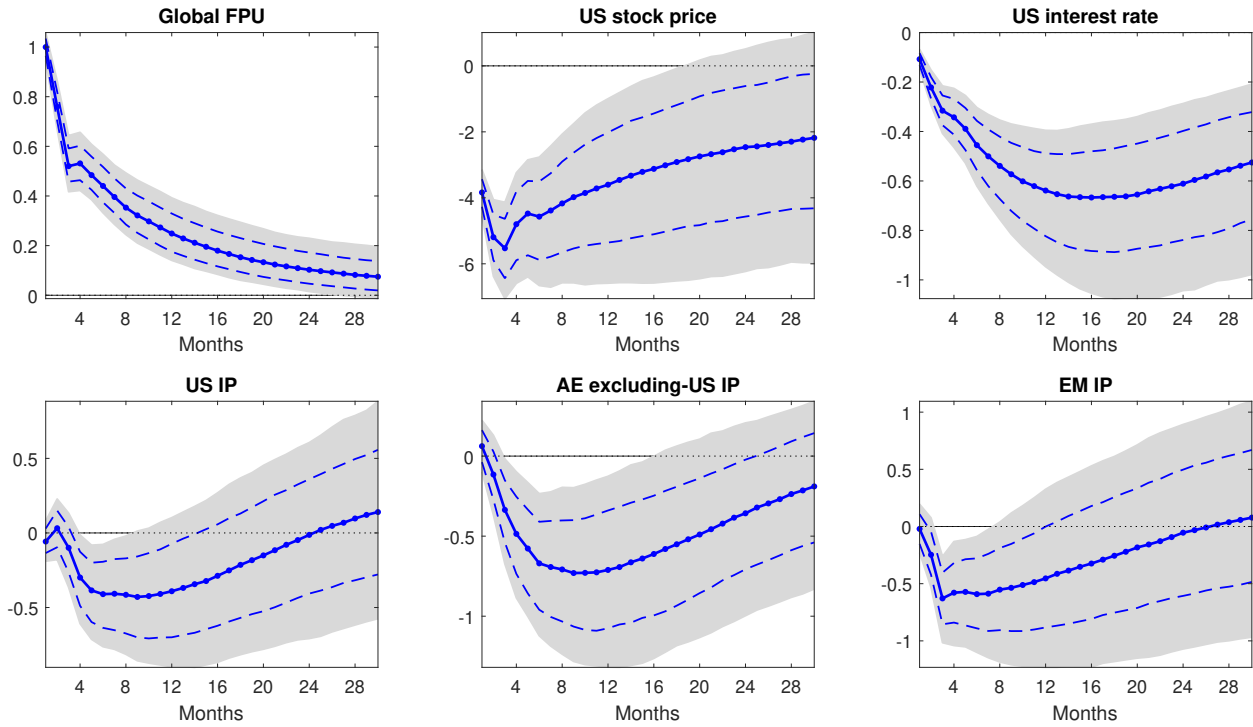 Global FPU
1
0.8
0.6
0.4
0.2
0
4 8 12 16 20 24 28
Months
US stock price
0
-2
-4
-6
4 8 12 16 20 24 28
Months
US interest rate
0
-0.2
-0.4
-0.6
-0.8
-1
4 8 12 16 20 24 28
Months
US IP
0.5
0
-0.5
4 8 12 16 20 24 28
Months
AE excluding-US IP
0
-0.5
-1
4 8 12 16 20 24 28
Months
EM IP
1
0.5
0
-0.5
-1
4 8 12 16 20 24 28
Months